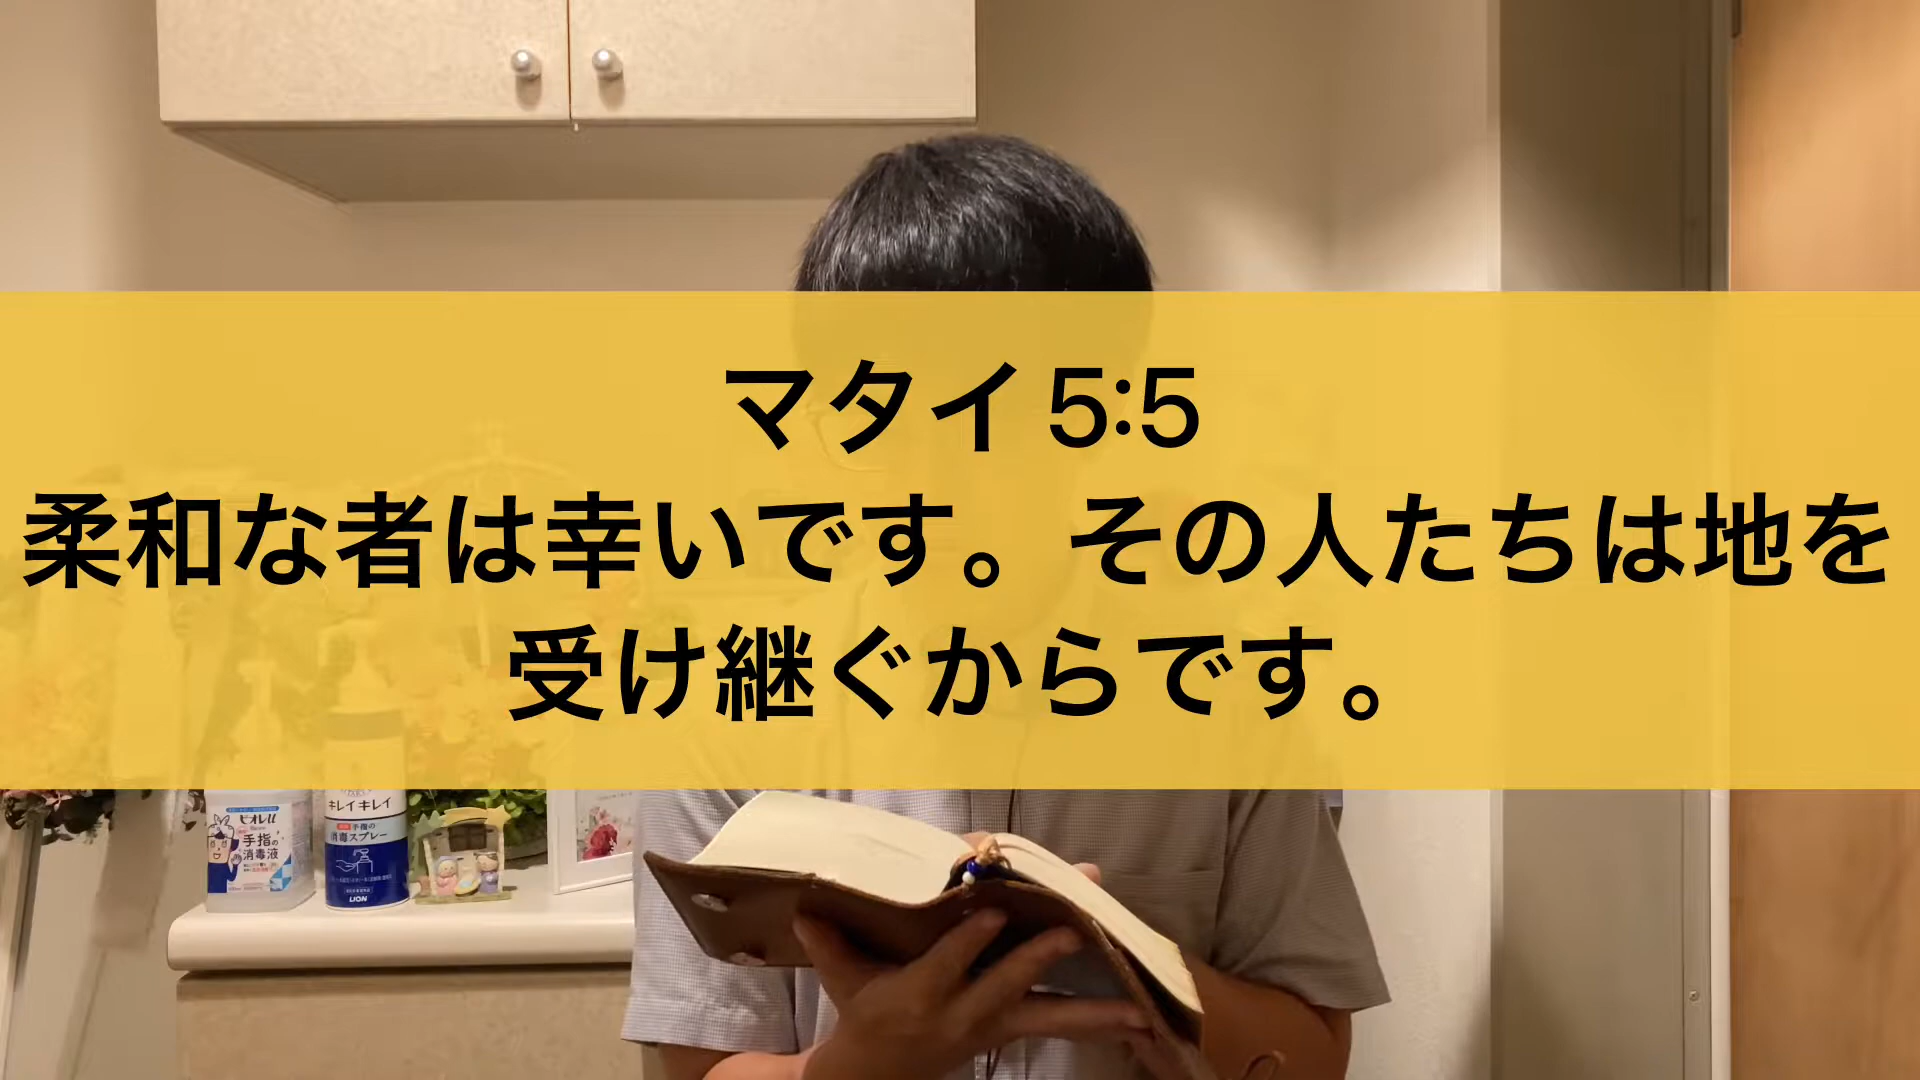 マタイ 5:5
柔和な者は幸いです。その人たちは地を
受け継ぐからです。
ビオレu
手指の
消毒液
キレイキレイ
手指の
消毒スプレー
LION